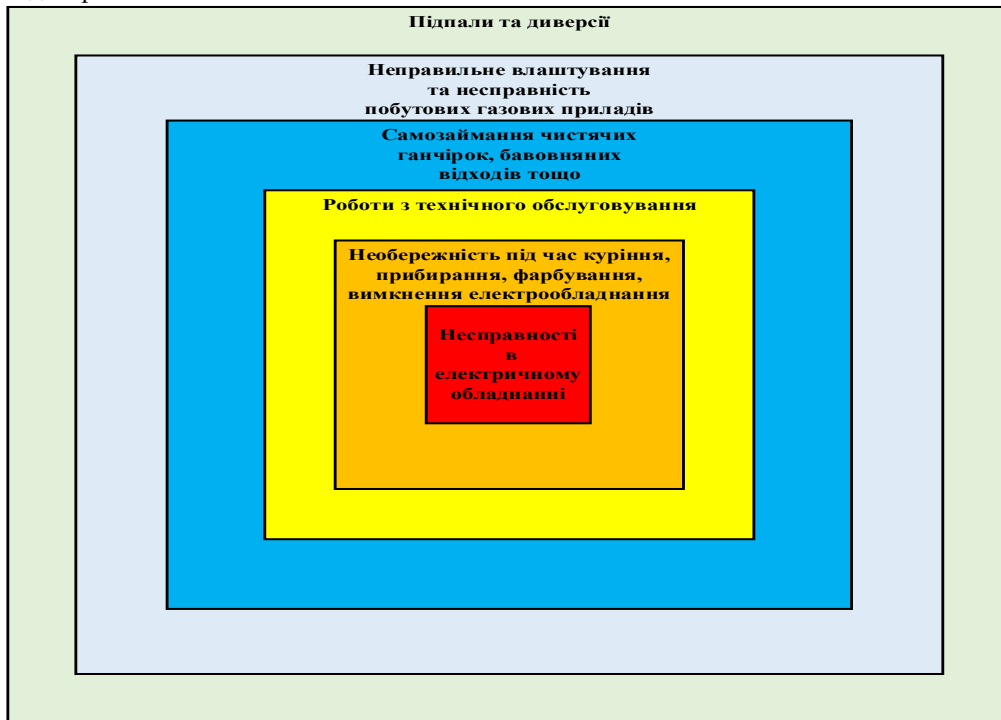 Підпали та диверсії
Неправильне влаштування
та несправність
побутових газових приладів
Самозаймання чистячих
ганчірок, бавовняних
відходів тощо
Роботи з технічного обслуговування
Необережність під час куріння,
прибирання, фарбування,
вимкнення електрообладнання
Несправності
в
електричному
обладнанні